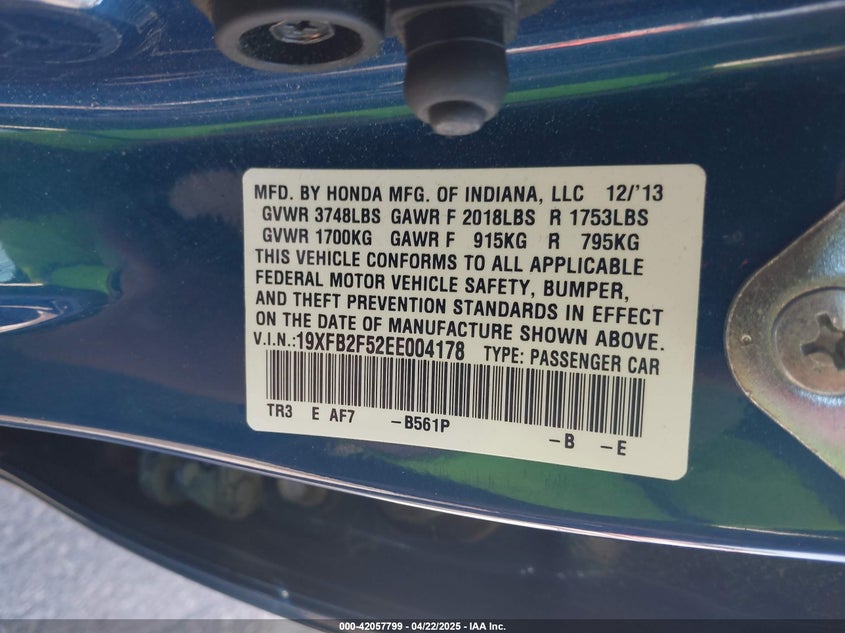 MFD. BY HONDA MFG. OF INDIANA, LLC 12/'13
GVWR 3748LBS GAWR F 2018LBS R 1753LBS
GVWR 1700KG GAWR F 915KG R 795KG
THIS VEHICLE CONFORMS TO ALL APPLICABLE
FEDERAL MOTOR VEHICLE SAFETY, BUMPER,
AND THEFT PREVENTION STANDARDS IN EFFECT
ON THE DATE OF MANUFACTURE SHOWN ABOVE.
V.I.N.:19XFB2F52EE004178 TYPE: PASSENGER CAR
TR3 E AF7 -B561P -B -E
000-42057799 - 04/22/2025 - IAA Inc.